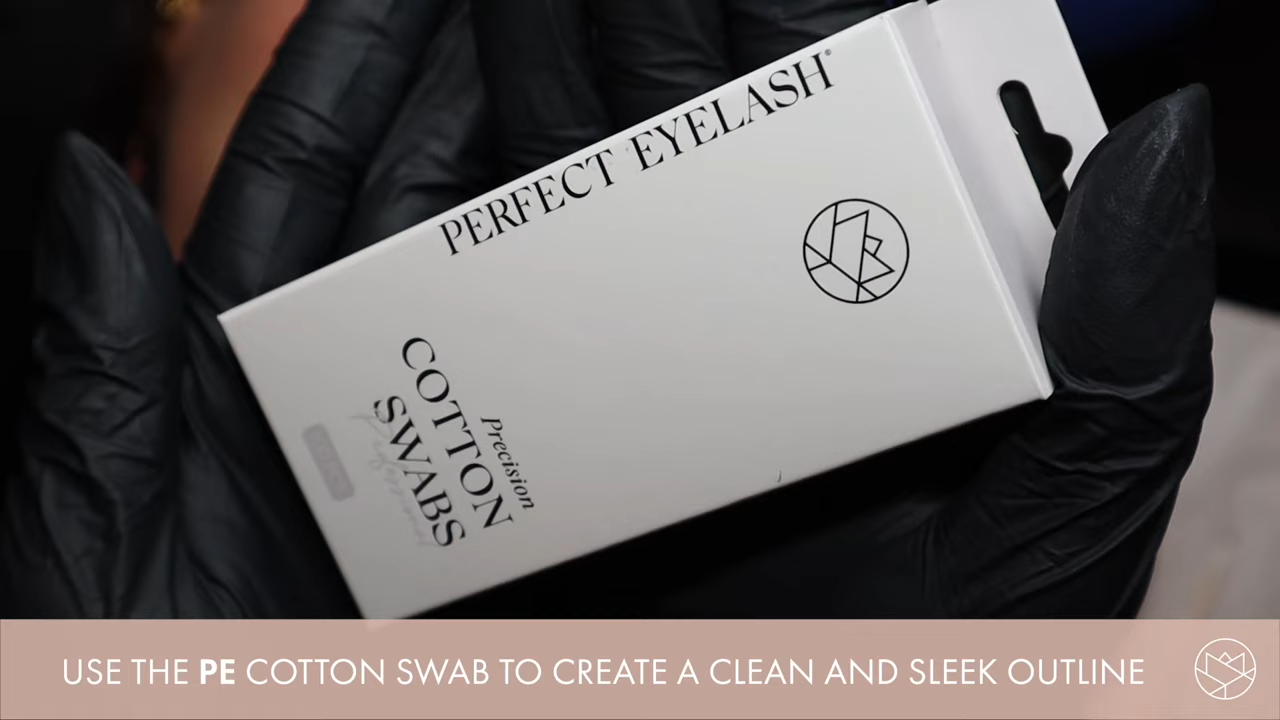 PERFECT EYELASH®
Precision
COTTON
SWABS
USE THE PE COTTON SWAB TO CREATE A CLEAN AND SLEEK OUTLINE